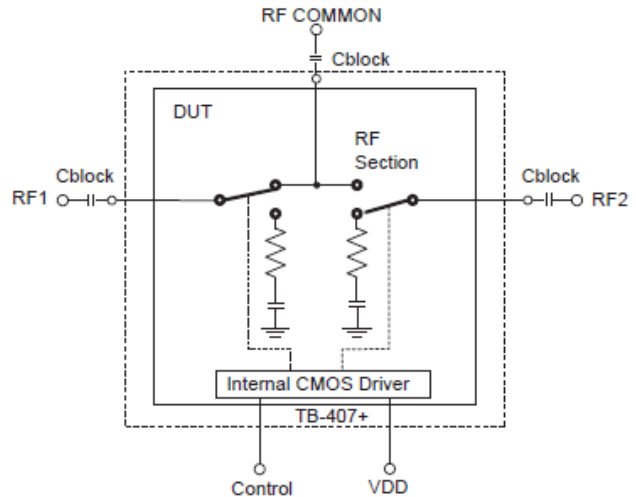 RF COMMON
Cblock
DUT
RF
Section
Cblock
RF1
Cblock
RF2
Internal CMOS Driver
TB-407+
Control
VDD